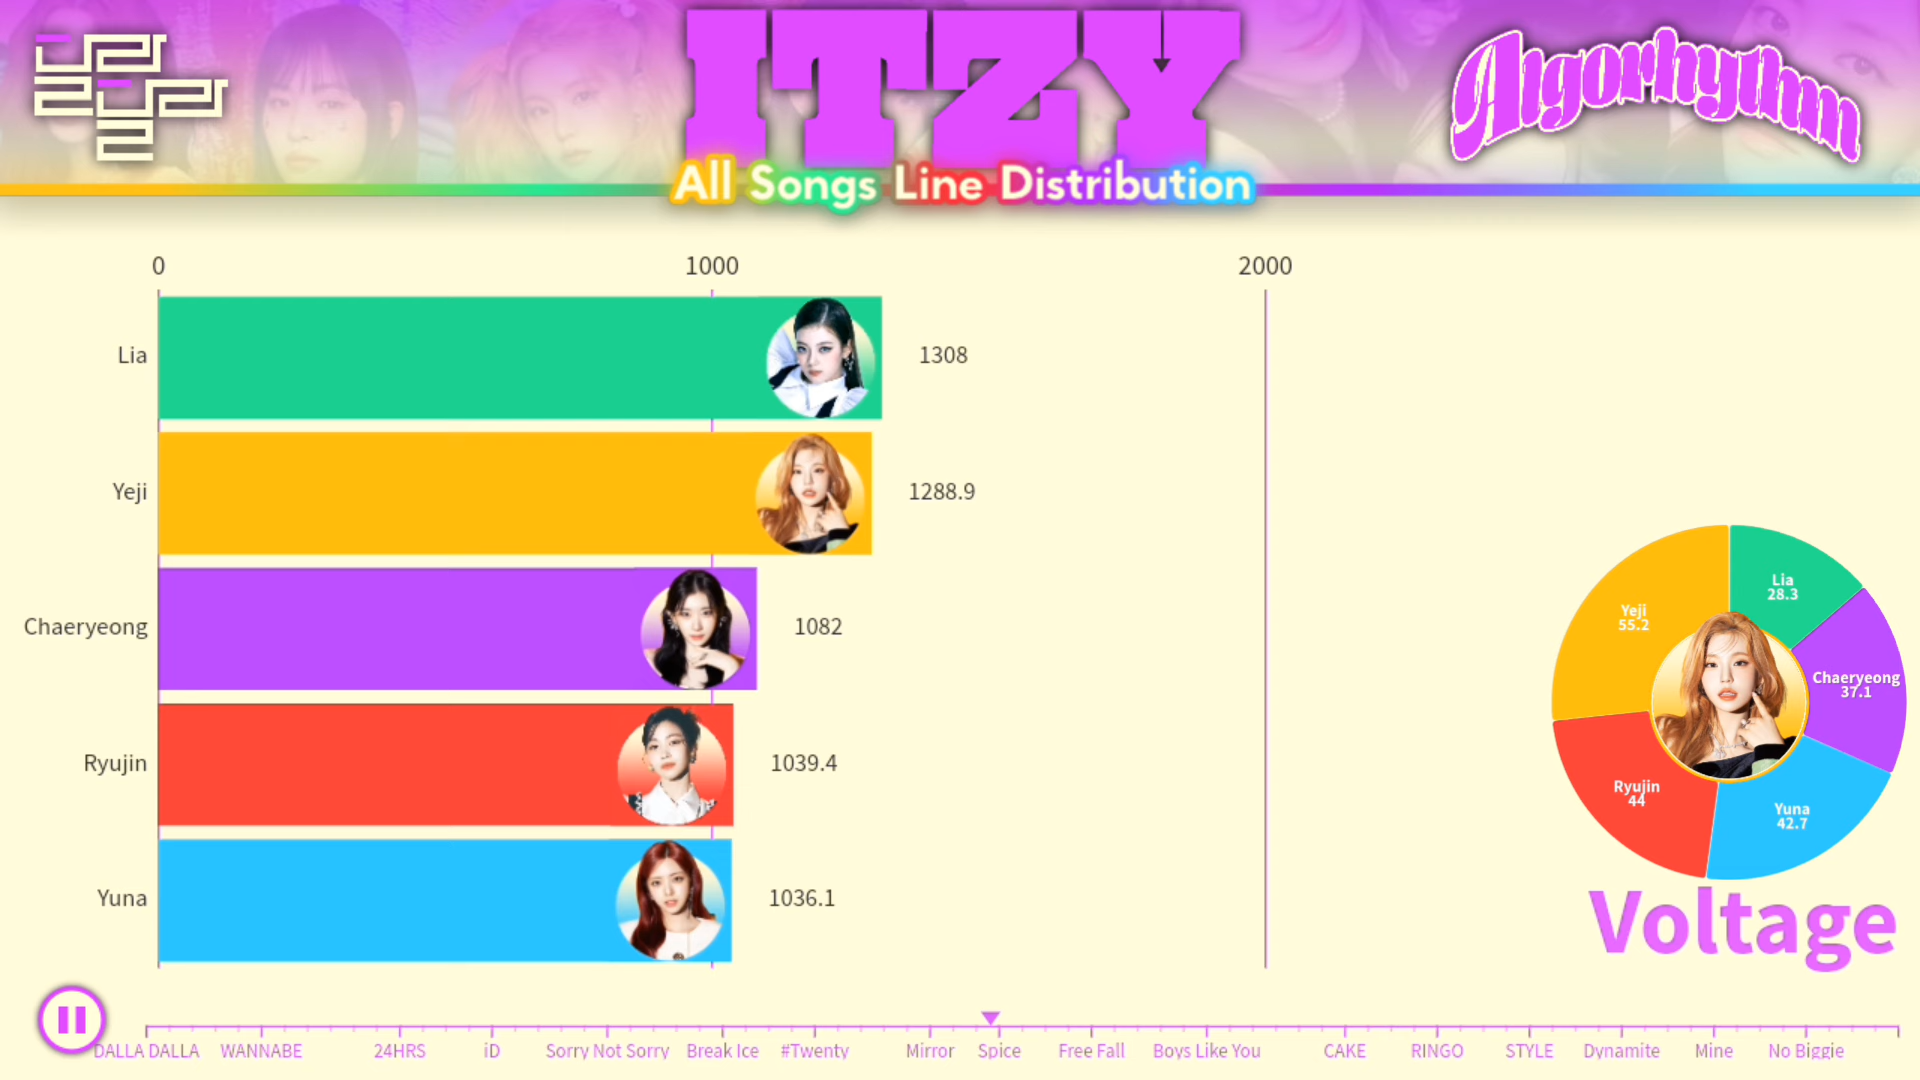 ITZY
Algorhythm
All Songs Line Distribution
0 1000 2000
Lia 1308
Yeji 1288.9
Chaeryeong 1082
Ryujin 1039.4
Yuna 1036.1
Lia
28.3
Yeji
55.2
Chaeryeong
37.1
Ryujin
44
Yuna
42.7
Voltage
DALLA DALLA WANNABE 24HRS iD Sorry Not Sorry Break Ice #Twenty Mirror Spice Free Fall Boys Like You CAKE RINGO STYLE Dynamite Mine No Biggie